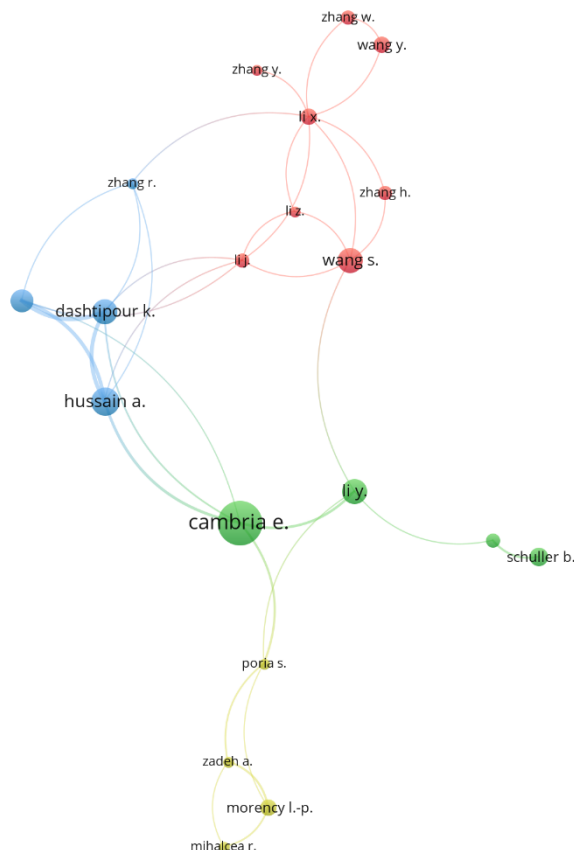 zhang w.
wang y.
zhang y.
li x.
zhang r.
zhang h.
li z.
li j.
wang s.
dashtipour k.
hussain a.
li y.
cambria e.
schuller b.
poria s.
zadeh a.
morency l.-p.
mihalcea r.